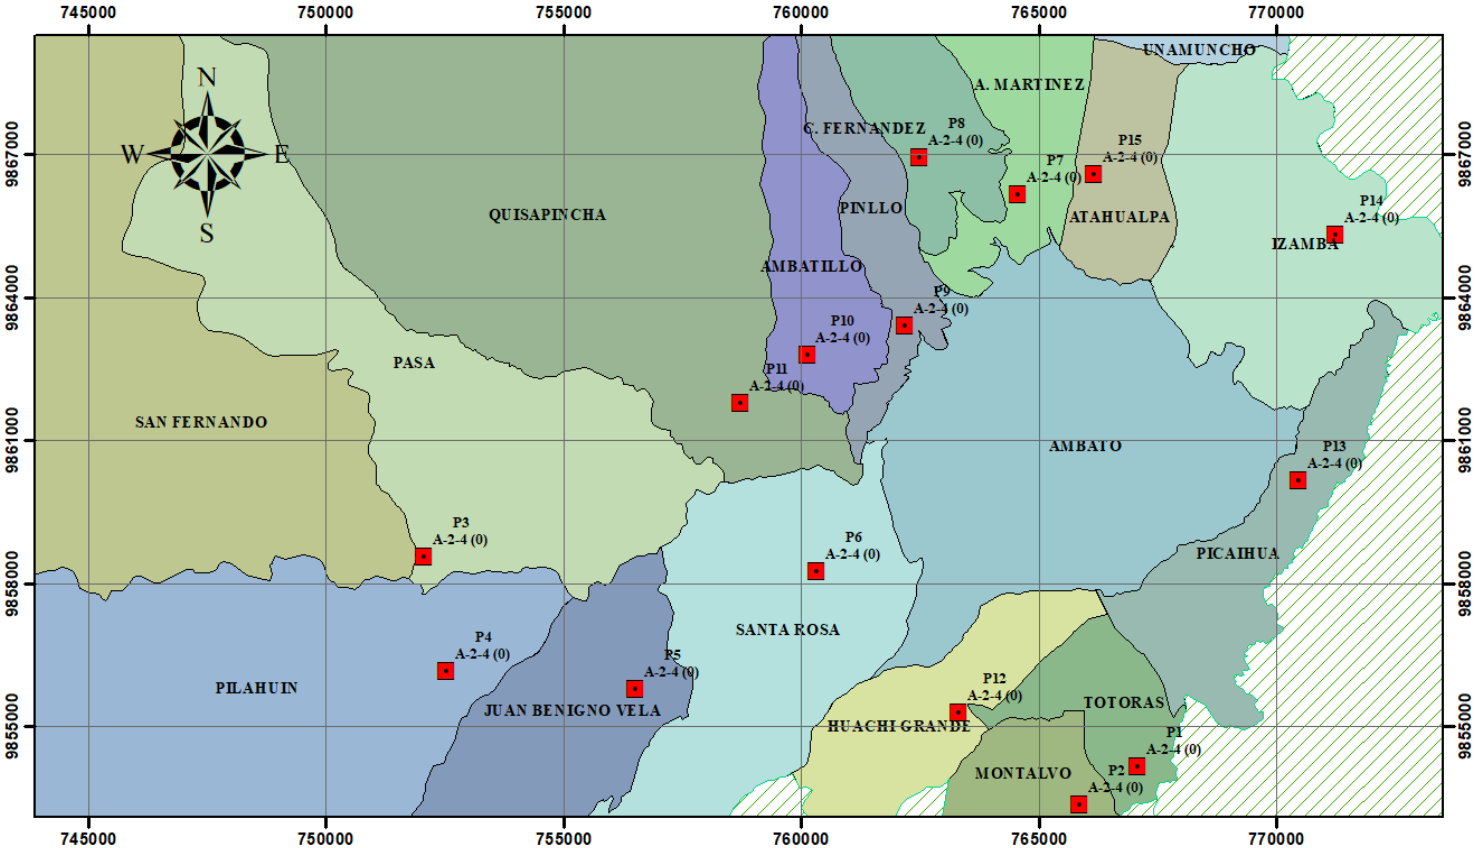 745000 750000 755000 760000 765000 770000
UNAMUNCHO
N
A. MARTINEZ
P8
C. FERNANDEZ
A-2-4 (0)
P15
9867000
W
E
A-2-4 (0)
9867000
P7
A-2-4 (0)
PINLLO
P14
QUISAPINCHA
ATAHUALPA
A-2-4 (0)
S
IZAMBA
AMBATILLO
9864000
P9
9864000
A-2-4 (0)
P10
A-2-4 (0)
PASA
P11
A-2-4 (0)
SAN FERNANDO
9861000
AMBATO
P13
9861000
A-2-4 (0)
P3
A-2-4 (0)
P6
A-2-4 (0)
PICAIHUA
9858000
9858000
SANTA ROSA
P4
A-2-4 (0)
P5
A-2-4 (0)
PILAHUIN
P12
A-2-4 (0)
JUAN BENIGNO VELA
TOTORAS
9855000
HUACHI GRANDE
9855000
P1
A-2-4 (0)
MONTALVO
P2
A-2-4 (0)
745000 750000 755000 760000 765000 770000